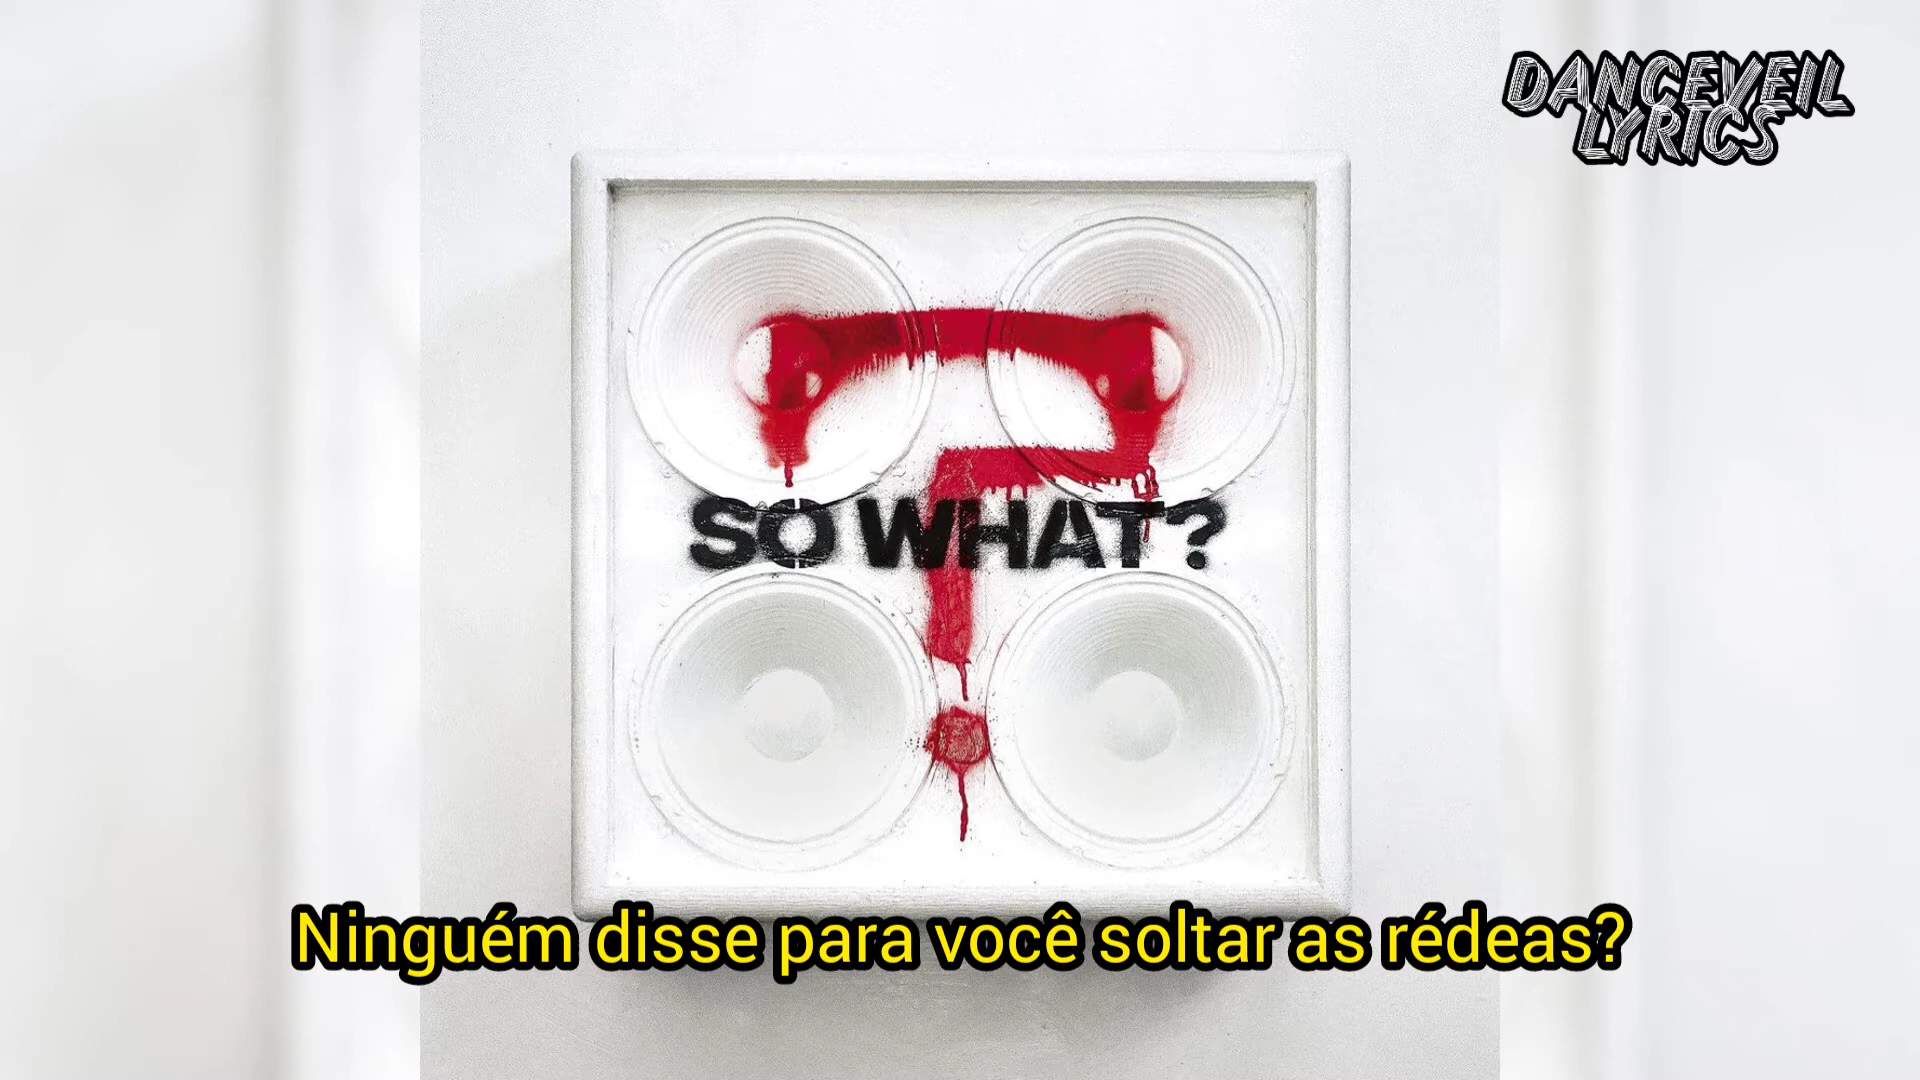 DANCEVEIL
LYRICS
SO WHAT?
Ninguém disse para você soltar as rédeas?